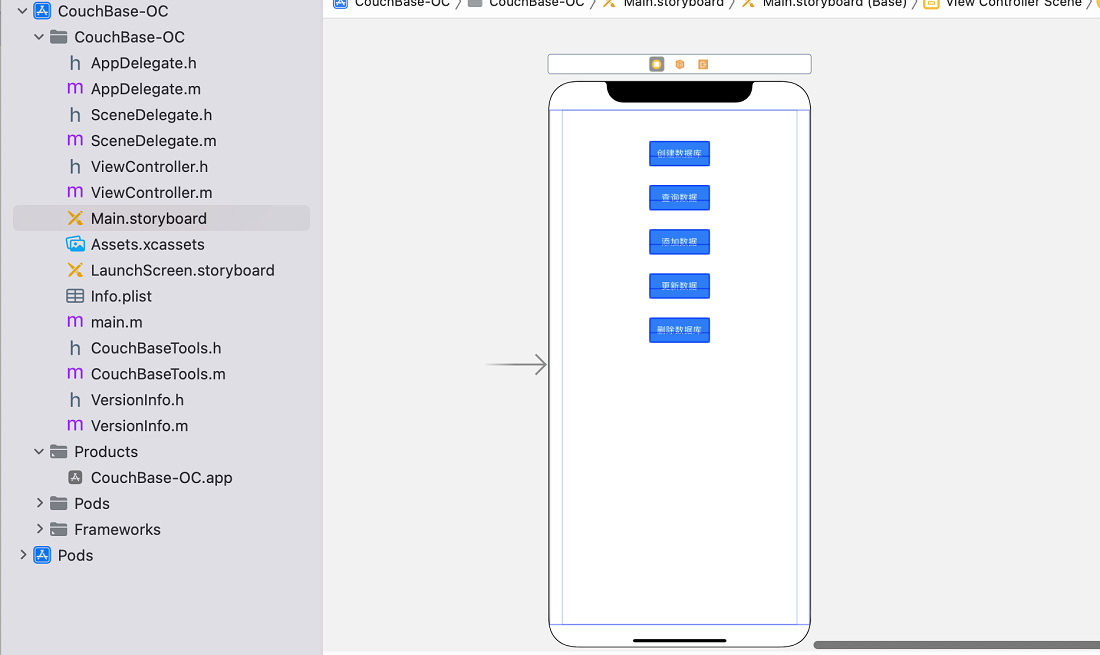 CouchBase-OC
CouchBase-OC
AppDelegate.h
AppDelegate.m
SceneDelegate.h
SceneDelegate.m
ViewController.h
ViewController.m
Main.storyboard
Assets.xcassets
LaunchScreen.storyboard
Info.plist
main.m
CouchBaseTools.h
CouchBaseTools.m
VersionInfo.h
VersionInfo.m
Products
CouchBase-OC.app
Pods
Frameworks
Pods
CouchBase-OC 〉 CouchBase-OC 〉 Main.storyboard 〉 Main.storyboard (Base) 〉 View Controller Scene 〉
创建数据库
查询数据
添加数据
更新数据
删除数据库